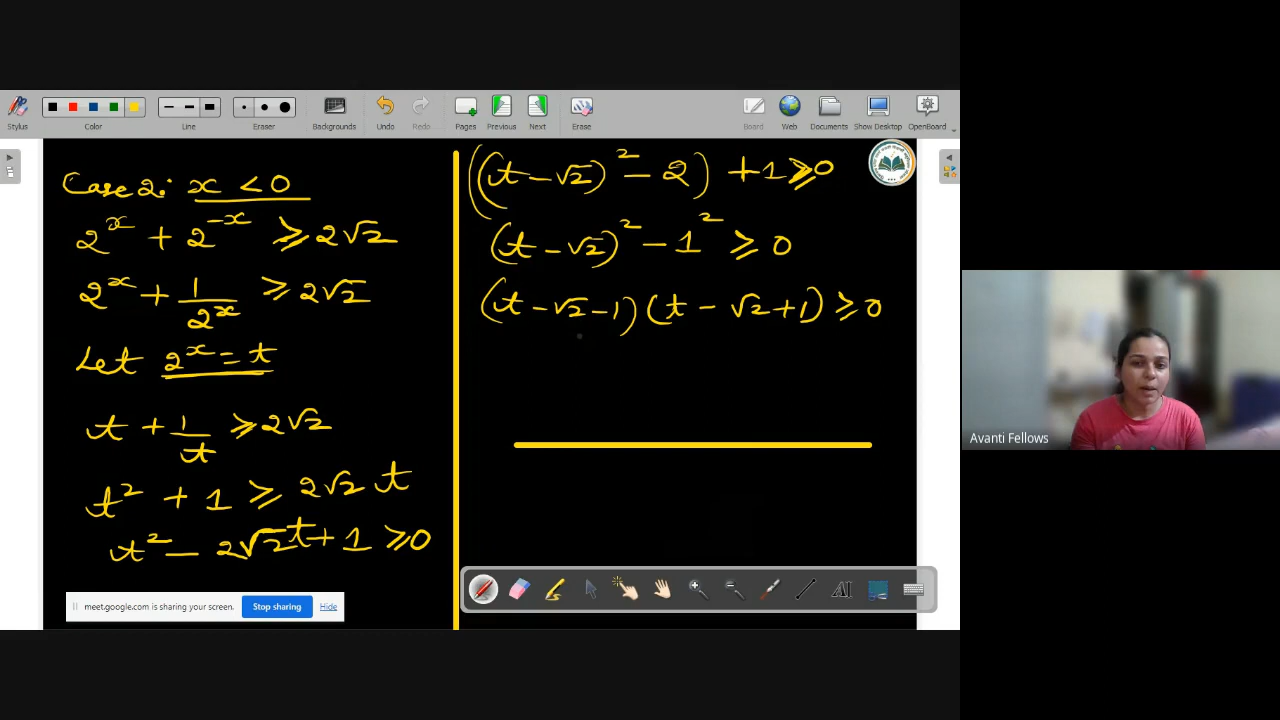 Stylus
Color
Line
Eraser
Backgrounds
Undo
Redo
Pages
Previous
Next
Erase
Board
Web
Documents
Show Desktop
OpenBoard
Case 2: x < 0
2^x + 2^-x ≥ 2√2
2^x + 1/2^x ≥ 2√2
Let 2^x = t
t + 1/t ≥ 2√2
t² + 1 ≥ 2√2 t
t² - 2√2t + 1 ≥ 0
((t - √2)² - 2) + 1 ≥ 0
(t - √2)² - 1² ≥ 0
(t - √2 - 1) (t - √2 + 1) ≥ 0
meet.google.com is sharing your screen. Stop sharing Hide
Avanti Fellows